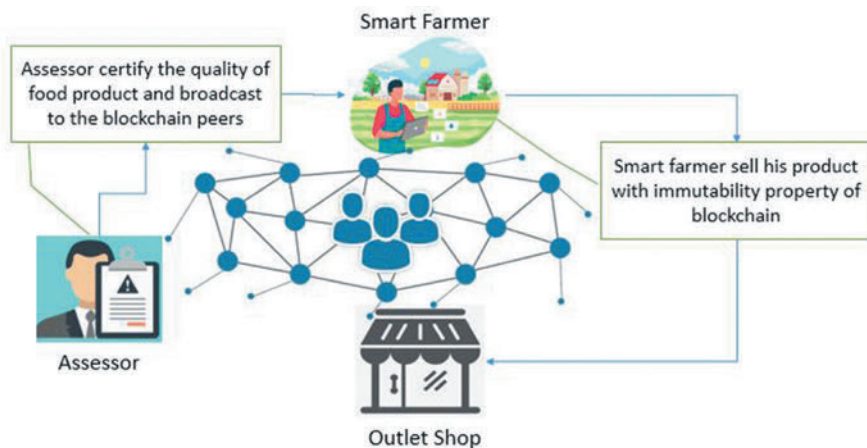 Smart Farmer
Assessor certify the quality of
food product and broadcast
to the blockchain peers
Smart farmer sell his product
with immutability property of
blockchain
Assessor
Outlet Shop